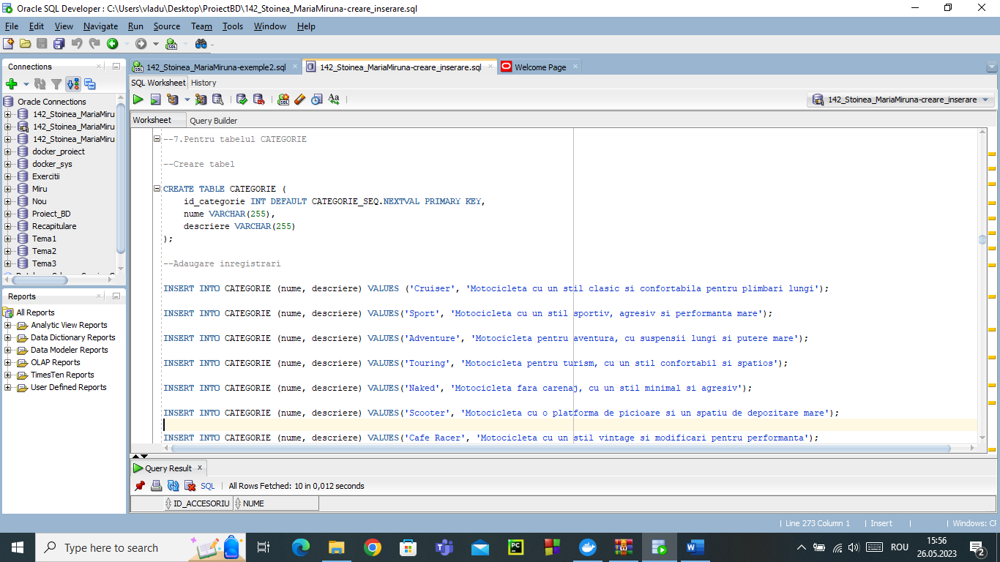 Oracle SQL Developer : C:\Users\vladu\Desktop\ProiectBD\142_Stoinea_MariaMiruna-creare_inserare.sql
File Edit View Navigate Run Source Team Tools Window Help
Connections
Oracle Connections
142_Stoinea_MariaMiru
142_Stoinea_MariaMiru
142_Stoinea_MariaMiru
docker_proiect
docker_sys
Exercitii
Miru
Nou
Proiect_BD
Recapitulare
Tema1
Tema2
Tema3
Reports
All Reports
Analytic View Reports
Data Dictionary Reports
Data Modeler Reports
OLAP Reports
TimesTen Reports
User Defined Reports
142_Stoinea_MariaMiruna-exemple2.sql 142_Stoinea_MariaMiruna-creare_inserare.sql Welcome Page
SQL Worksheet History
142_Stoinea_MariaMiruna-creare_inserare
Worksheet Query Builder
--7.Pentru tabelul CATEGORIE
--Creare tabel
CREATE TABLE CATEGORIE (
id_categorie INT DEFAULT CATEGORIE_SEQ.NEXTVAL PRIMARY KEY,
nume VARCHAR(255),
descriere VARCHAR(255)
);
--Adaugare inregistrari
INSERT INTO CATEGORIE (nume, descriere) VALUES ('Cruiser', 'Motocicleta cu un stil clasic si confortabila pentru plimbari lungi');
INSERT INTO CATEGORIE (nume, descriere) VALUES('Sport', 'Motocicleta cu un stil sportiv, agresiv si performanta mare');
INSERT INTO CATEGORIE (nume, descriere) VALUES('Adventure', 'Motocicleta pentru aventura, cu suspensii lungi si putere mare');
INSERT INTO CATEGORIE (nume, descriere) VALUES('Touring', 'Motocicleta pentru turism, cu un stil confortabil si spatios');
INSERT INTO CATEGORIE (nume, descriere) VALUES('Naked', 'Motocicleta fara carenaj, cu un stil minimal si agresiv');
INSERT INTO CATEGORIE (nume, descriere) VALUES('Scooter', 'Motocicleta cu o platforma de picioare si un spatiu de depozitare mare');
INSERT INTO CATEGORIE (nume, descriere) VALUES('Cafe Racer', 'Motocicleta cu un stil vintage si modificari pentru performanta');
Query Result
SQL | All Rows Fetched: 10 in 0,012 seconds
ID_ACCESORIU NUME
Line 273 Column 1 | Insert | Windows: CF
Type here to search
ROU
15:56
26.05.2023
2